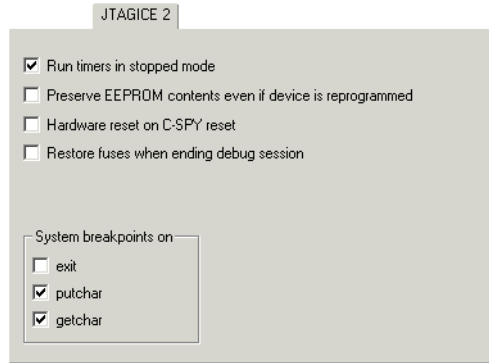 JTAGICE 2
Run timers in stopped mode
Preserve EEPROM contents even if device is reprogrammed
Hardware reset on C-SPY reset
Restore fuses when ending debug session
System breakpoints on
exit
putchar
getchar